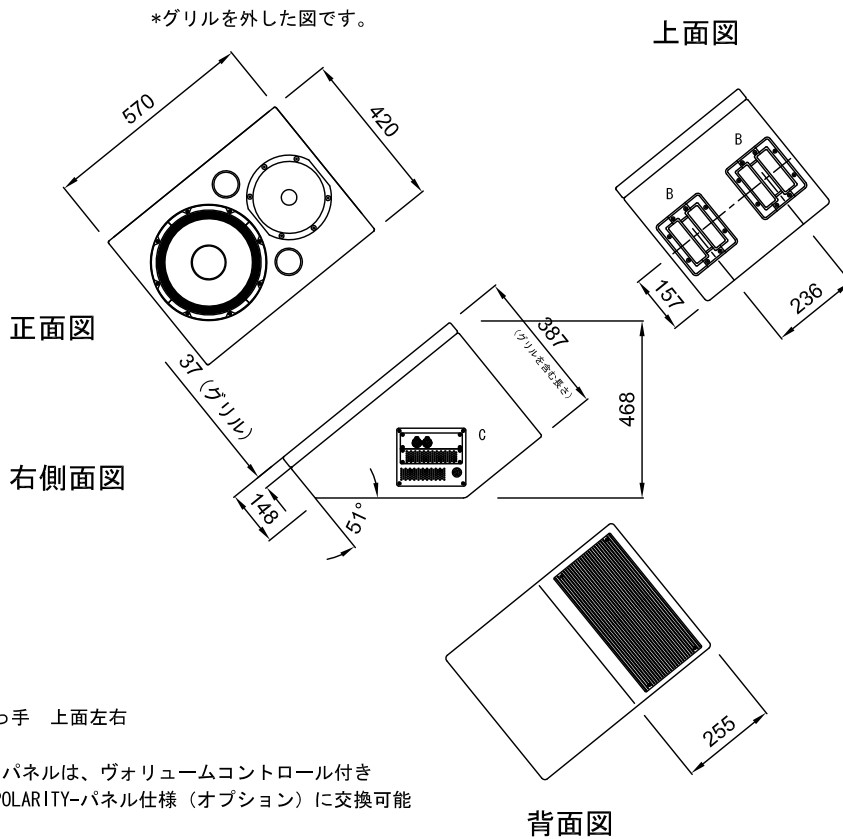 *グリルを外した図です。
上面図
570
420
B
B
157
236
正面図
387
(グリルを含む長さ)
37 (グリル)
468
C
右側面図
148
51°
255
っ手　上面左右
パネルは、ヴォリュームコントロール付き
POLARITY-パネル仕様（オプション）に交換可能
背面図